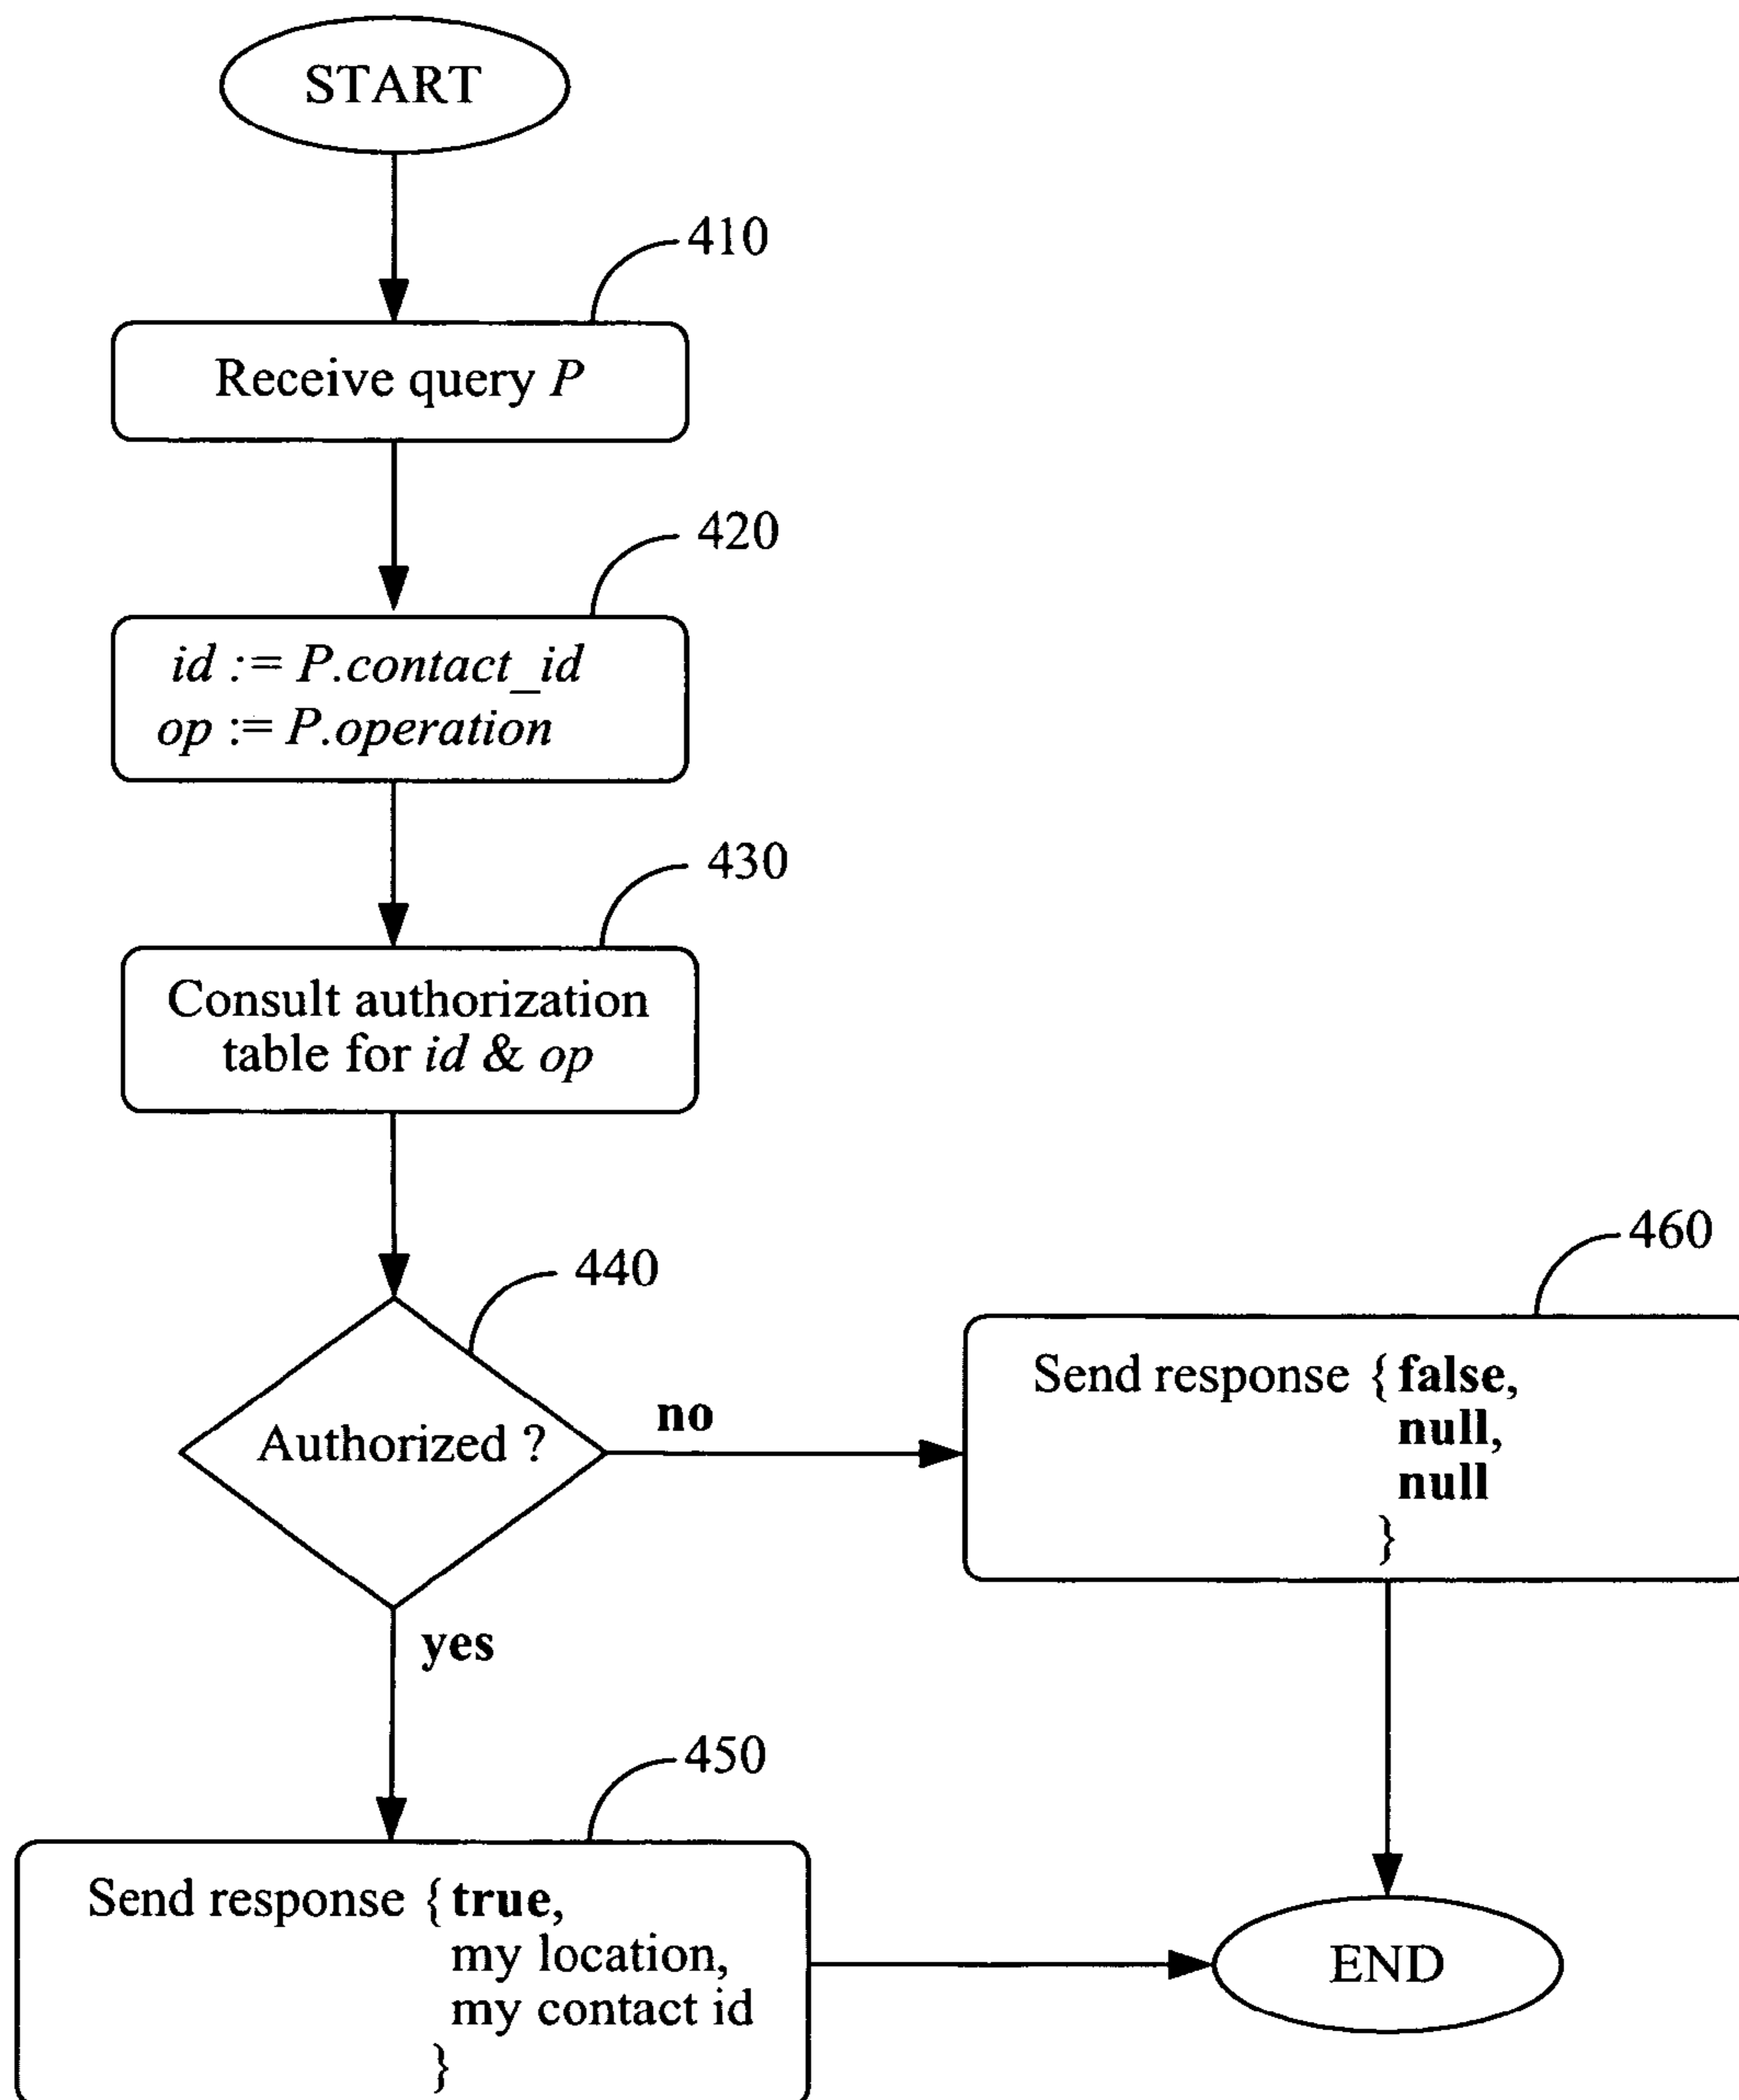 START
410
Receive query P
420
id := P.contact_id
op := P.operation
430
Consult authorization
table for id & op
440
Authorized ?
no
460
Send response { false,
null,
null
}
yes
450
Send response { true,
my location,
my contact id
}
END